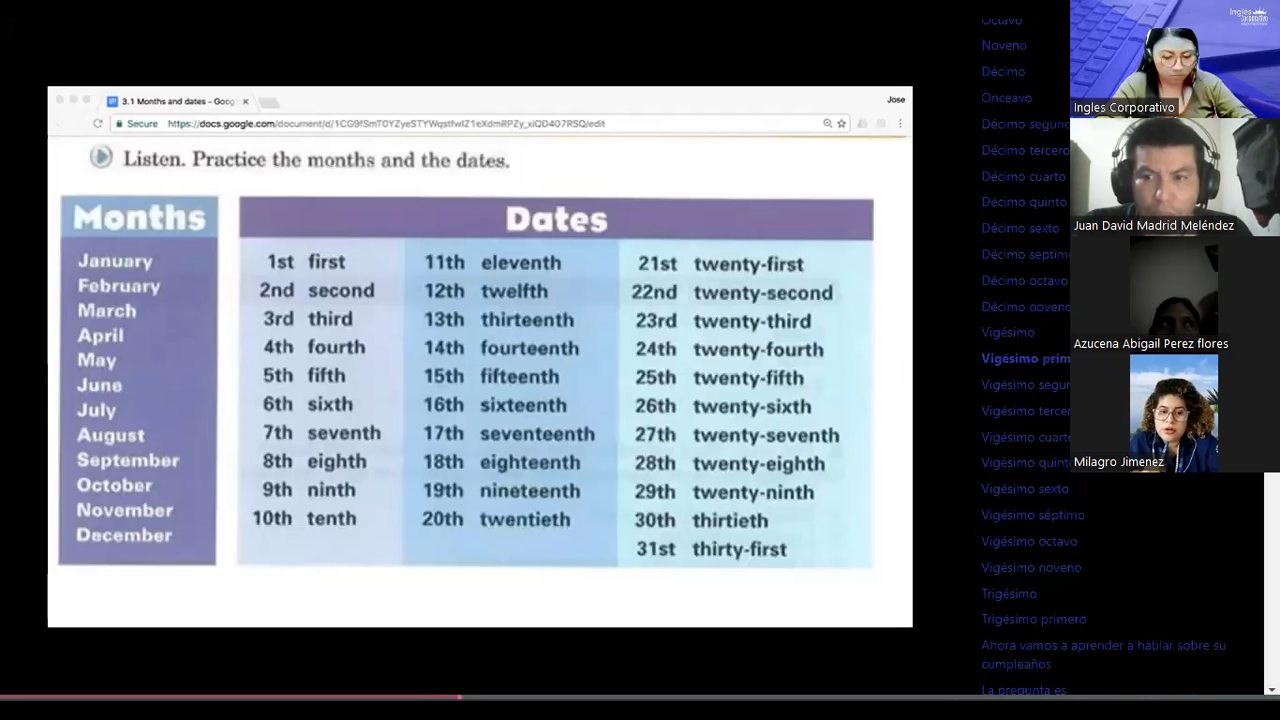 3.1 Months and dates - Goog
Jose
Secure
https://docs.google.com/document/d/1CG9fSmT0YZyeSTYWqstfwIZ1eXdmRPZy_xiQD407RSQ/edit
Listen. Practice the months and the dates.
Months
January
February
March
April
May
June
July
August
September
October
November
December
Dates
1st first
2nd second
3rd third
4th fourth
5th fifth
6th sixth
7th seventh
8th eighth
9th ninth
10th tenth
11th eleventh
12th twelfth
13th thirteenth
14th fourteenth
15th fifteenth
16th sixteenth
17th seventeenth
18th eighteenth
19th nineteenth
20th twentieth
21st twenty-first
22nd twenty-second
23rd twenty-third
24th twenty-fourth
25th twenty-fifth
26th twenty-sixth
27th twenty-seventh
28th twenty-eighth
29th twenty-ninth
30th thirtieth
31st thirty-first
Octavo
Noveno
Décimo
Onceavo
Décimo segundo
Décimo tercero
Décimo cuarto
Décimo quinto
Décimo sexto
Décimo septim
Décimo octavo
Décimo noveno
Vigésimo
Vigésimo prim
Vigésimo segur
Vigésimo tercer
Vigésimo cuart
Vigésimo quint
Vigésimo sexto
Vigésimo séptimo
Vigésimo octavo
Vigésimo noveno
Trigésimo
Trigésimo primero
Ahora vamos a aprender a hablar sobre su
cumpleaños
La pregunta es
Ingles Corporativo
Juan David Madrid Meléndez
Azucena Abigail Perez flores
Milagro Jimenez